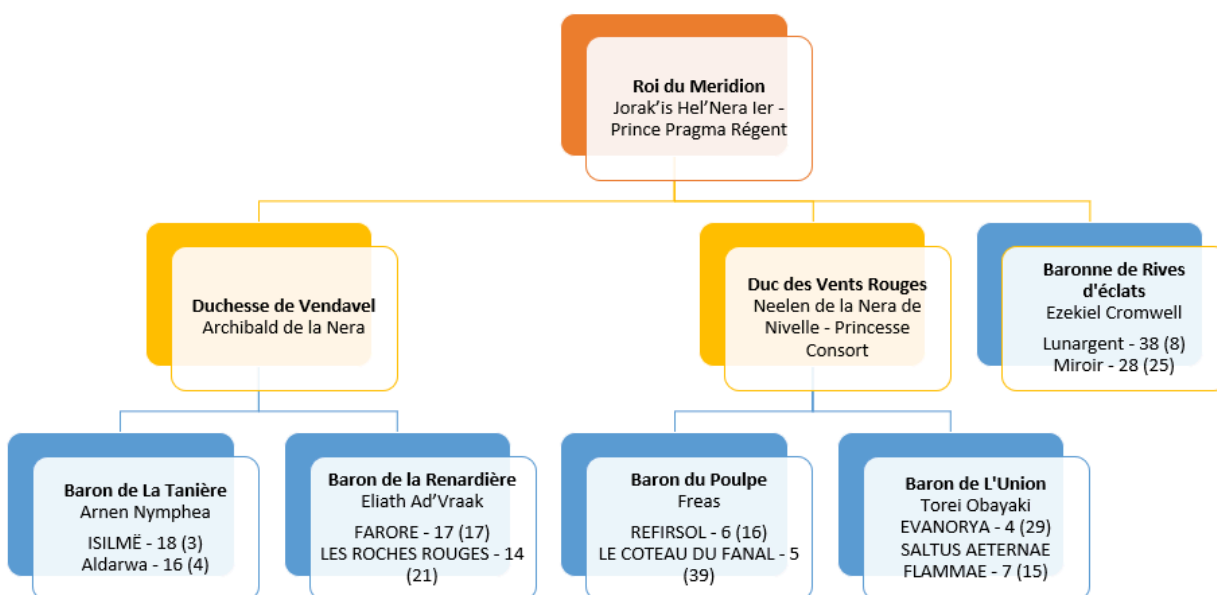 Roi du Meridion
Jorak’is Hel’Nera Ier -
Prince Pragma Régent
Duchesse de Vendavel
Archibald de la Nera
Duc des Vents Rouges
Neelen de la Nera de
Nivelle - Princesse
Consort
Baronne de Rives
d'éclats
Ezekiel Cromwell
Lunargent - 38 (8)
Miroir - 28 (25)
Baron de La Tanière
Arnen Nymphea
ISILMË - 18 (3)
Aldarwa - 16 (4)
Baron de la Renardière
Eliath Ad’Vraak
FARORE - 17 (17)
LES ROCHES ROUGES - 14
(21)
Baron du Poulpe
Freas
REFIRSOL - 6 (16)
LE COTEAU DU FANAL - 5
(39)
Baron de L'Union
Torei Obayaki
EVANORYA - 4 (29)
SALTUS AETERNAE
FLAMMAE - 7 (15)